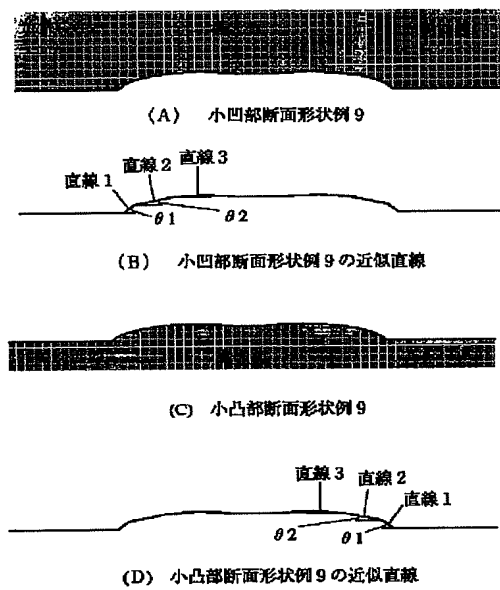 (A) 小凹部断面形状例9
直線1 直線2 直線3
θ1 θ2
(B) 小凹部断面形状例9の近似直線
(C) 小凸部断面形状例9
直線3 直線2 直線1
θ2 θ1
(D) 小凸部断面形状例9の近似直線